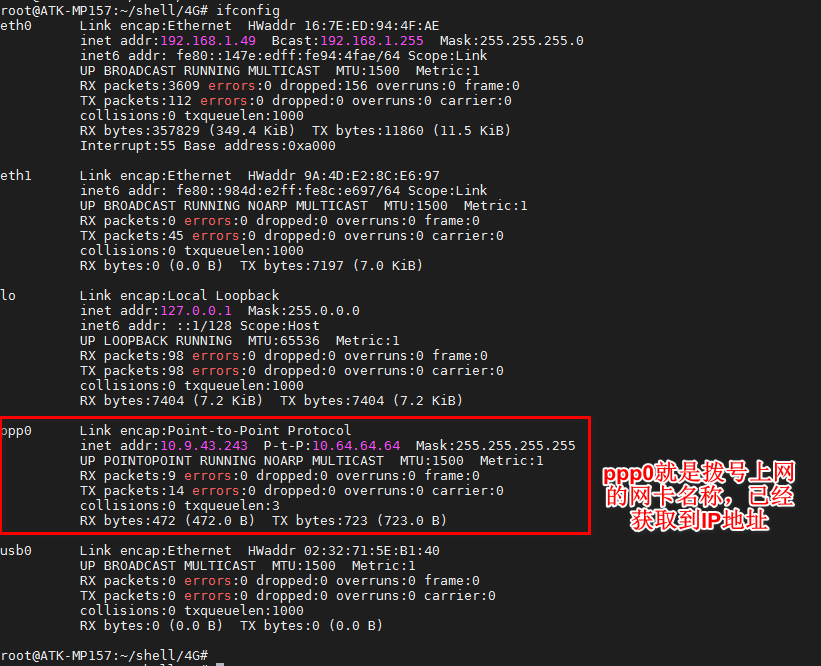 root@ATK-MP157:~/shell/4G# ifconfig
eth0      Link encap:Ethernet  HWaddr 16:7E:ED:94:4F:AE
          inet addr:192.168.1.49  Bcast:192.168.1.255  Mask:255.255.255.0
          inet6 addr: fe80::147e:edff:fe94:4fae/64 Scope:Link
          UP BROADCAST RUNNING MULTICAST  MTU:1500  Metric:1
          RX packets:3609 errors:0 dropped:156 overruns:0 frame:0
          TX packets:112 errors:0 dropped:0 overruns:0 carrier:0
          collisions:0 txqueuelen:1000
          RX bytes:357829 (349.4 KiB)  TX bytes:11860 (11.5 KiB)
          Interrupt:55 Base address:0xa000
eth1      Link encap:Ethernet  HWaddr 9A:4D:E2:8C:E6:97
          inet6 addr: fe80::984d:e2ff:fe8c:e697/64 Scope:Link
          UP BROADCAST RUNNING NOARP MULTICAST  MTU:1500  Metric:1
          RX packets:0 errors:0 dropped:0 overruns:0 frame:0
          TX packets:45 errors:0 dropped:0 overruns:0 carrier:0
          collisions:0 txqueuelen:1000
          RX bytes:0 (0.0 B)  TX bytes:7197 (7.0 KiB)
lo        Link encap:Local Loopback
          inet addr:127.0.0.1  Mask:255.0.0.0
          inet6 addr: ::1/128 Scope:Host
          UP LOOPBACK RUNNING  MTU:65536  Metric:1
          RX packets:98 errors:0 dropped:0 overruns:0 frame:0
          TX packets:98 errors:0 dropped:0 overruns:0 carrier:0
          collisions:0 txqueuelen:1000
          RX bytes:7404 (7.2 KiB)  TX bytes:7404 (7.2 KiB)
ppp0      Link encap:Point-to-Point Protocol
          inet addr:10.9.43.243  P-t-P:10.64.64.64  Mask:255.255.255.255
          UP POINTOPOINT RUNNING NOARP MULTICAST  MTU:1500  Metric:1
          RX packets:9 errors:0 dropped:0 overruns:0 frame:0
          TX packets:14 errors:0 dropped:0 overruns:0 carrier:0
          collisions:0 txqueuelen:3
          RX bytes:472 (472.0 B)  TX bytes:723 (723.0 B)
ppp0就是拨号上网
的网卡名称，已经
获取到IP地址
usb0      Link encap:Ethernet  HWaddr 02:32:71:5E:B1:40
          UP BROADCAST MULTICAST  MTU:1500  Metric:1
          RX packets:0 errors:0 dropped:0 overruns:0 frame:0
          TX packets:0 errors:0 dropped:0 overruns:0 carrier:0
          collisions:0 txqueuelen:1000
          RX bytes:0 (0.0 B)  TX bytes:0 (0.0 B)
root@ATK-MP157:~/shell/4G#